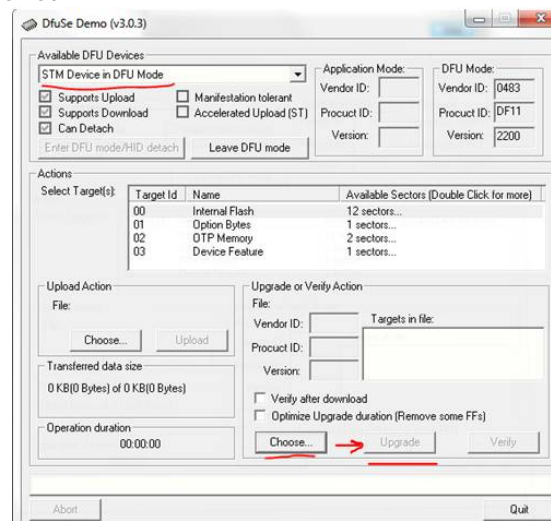 DfuSe Demo (v3.0.3)
Available DFU Devices
STM Device in DFU Mode
Supports Upload
Manifestation tolerant
Supports Download
Accelerated Upload (ST)
Can Detach
Enter DFU mode/HID detach
Leave DFU mode
Application Mode:
Vendor ID:
Procuct ID:
Version:
DFU Mode:
Vendor ID: 0483
Procuct ID: DF11
Version: 2200
Actions
Select Target(s):
Target Id Name Available Sectors (Double Click for more)
00 Internal Flash 12 sectors...
01 Option Bytes 1 sectors...
02 OTP Memory 2 sectors...
03 Device Feature 1 sectors...
Upload Action
File:
Choose... Upload
Transferred data size
0 KB(0 Bytes) of 0 KB(0 Bytes)
Operation duration
00:00:00
Upgrade or Verify Action
File:
Vendor ID:
Targets in file:
Procuct ID:
Version:
Verify after download
Optimize Upgrade duration (Remove some FFs)
Choose... Upgrade Verify
Abort Quit